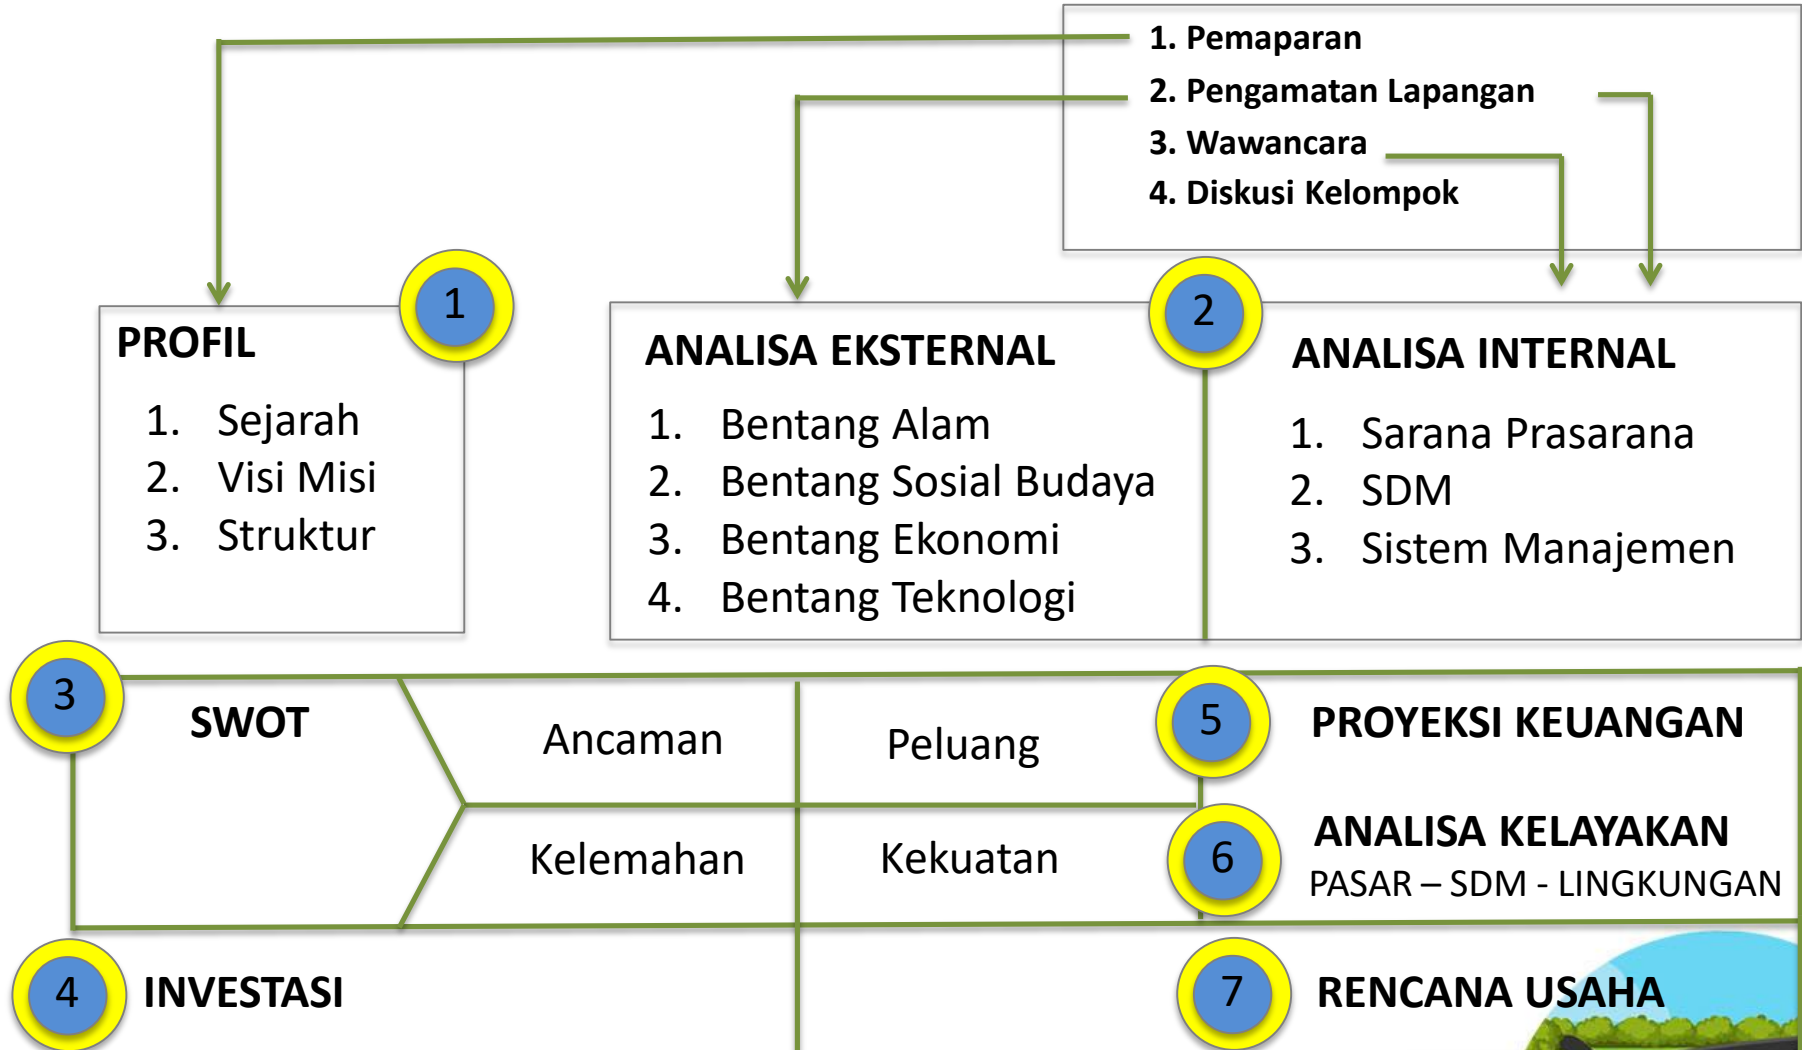 1. Pemaparan
2. Pengamatan Lapangan
3. Wawancara
4. Diskusi Kelompok
1
PROFIL
1. Sejarah
2. Visi Misi
3. Struktur
2
ANALISA EKSTERNAL
1. Bentang Alam
2. Bentang Sosial Budaya
3. Bentang Ekonomi
4. Bentang Teknologi
ANALISA INTERNAL
1. Sarana Prasarana
2. SDM
3. Sistem Manajemen
3
SWOT
Ancaman
Peluang
Kelemahan
Kekuatan
5
PROYEKSI KEUANGAN
6
ANALISA KELAYAKAN
PASAR – SDM - LINGKUNGAN
4
INVESTASI
7
RENCANA USAHA